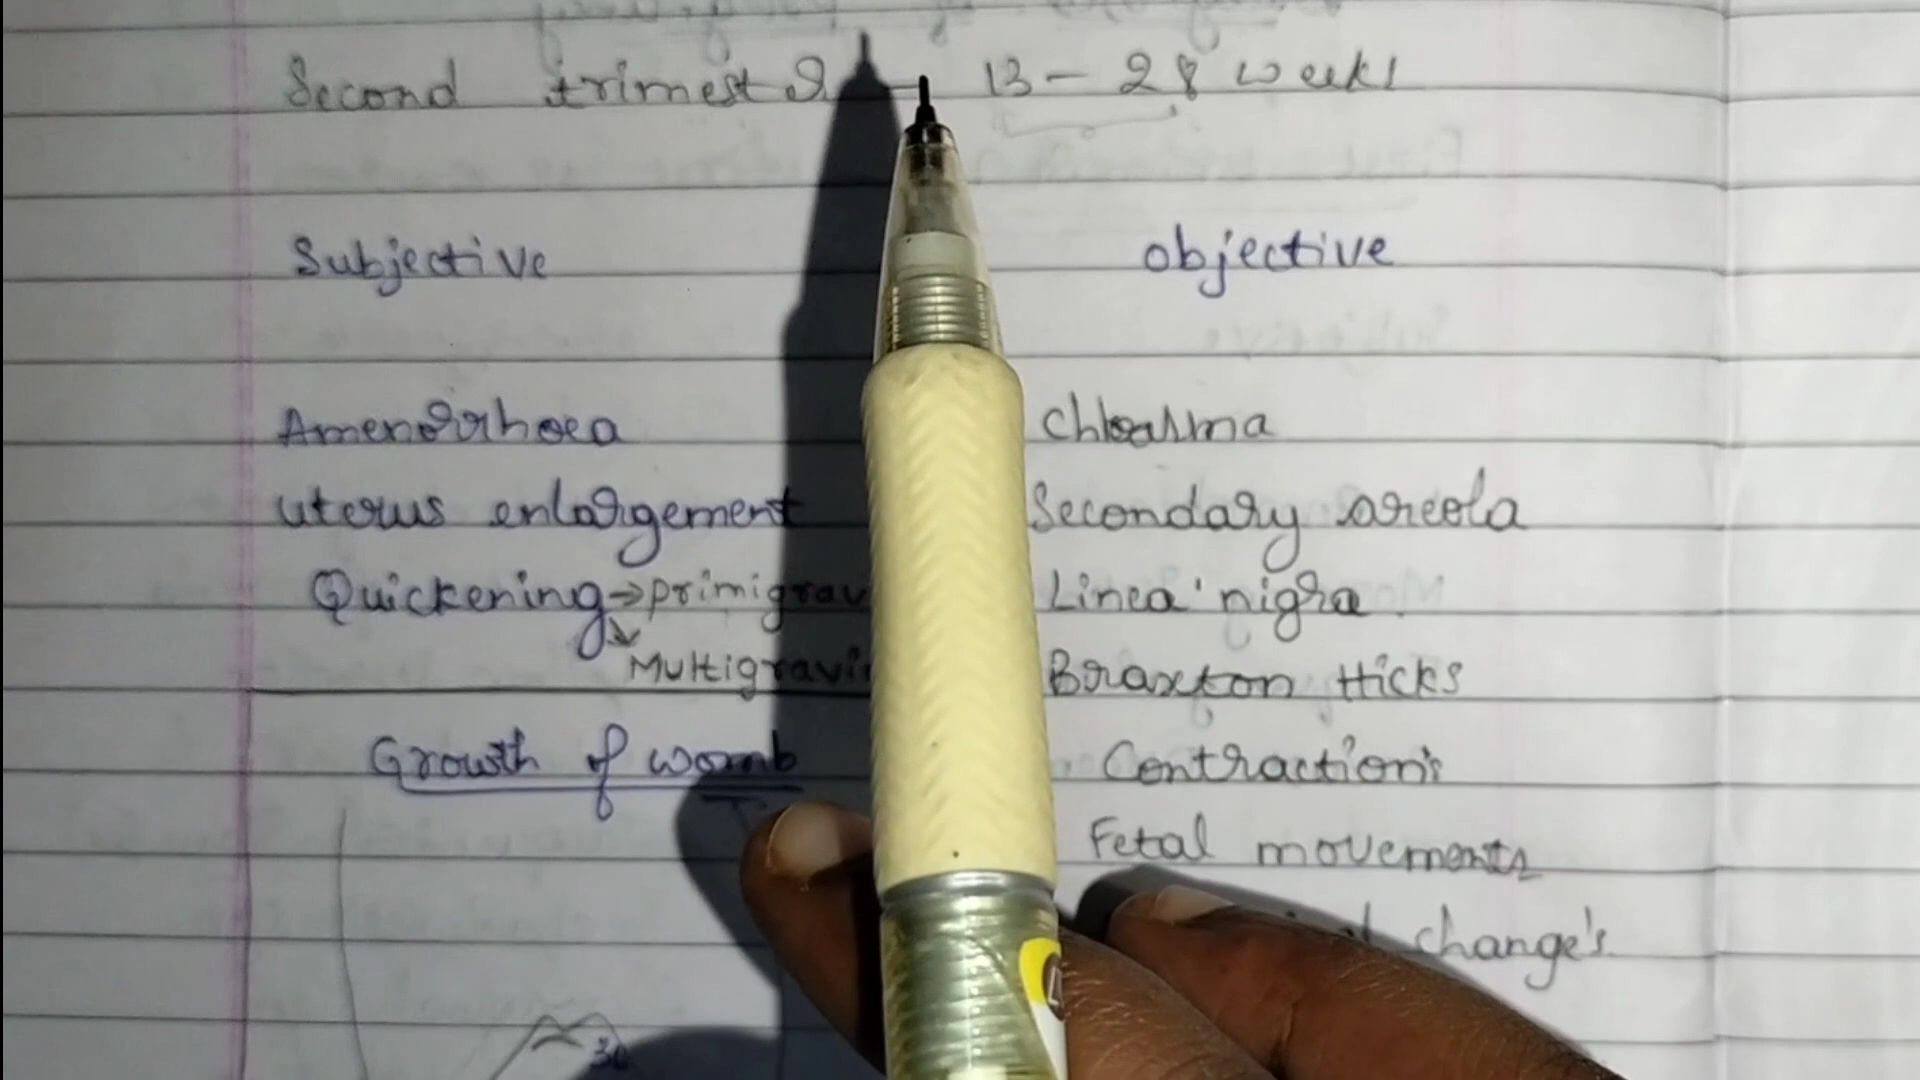 Second trimester - 13 - 28 weeks
Subjective
objective
Amenorrhoea
uterus enlargement
Quickening → primigrav
↘ Multigravi
Growth of womb
Chloasma
Secondary areola
Linea nigra
Braxton Hicks
Contraction's
Fetal movements
change's